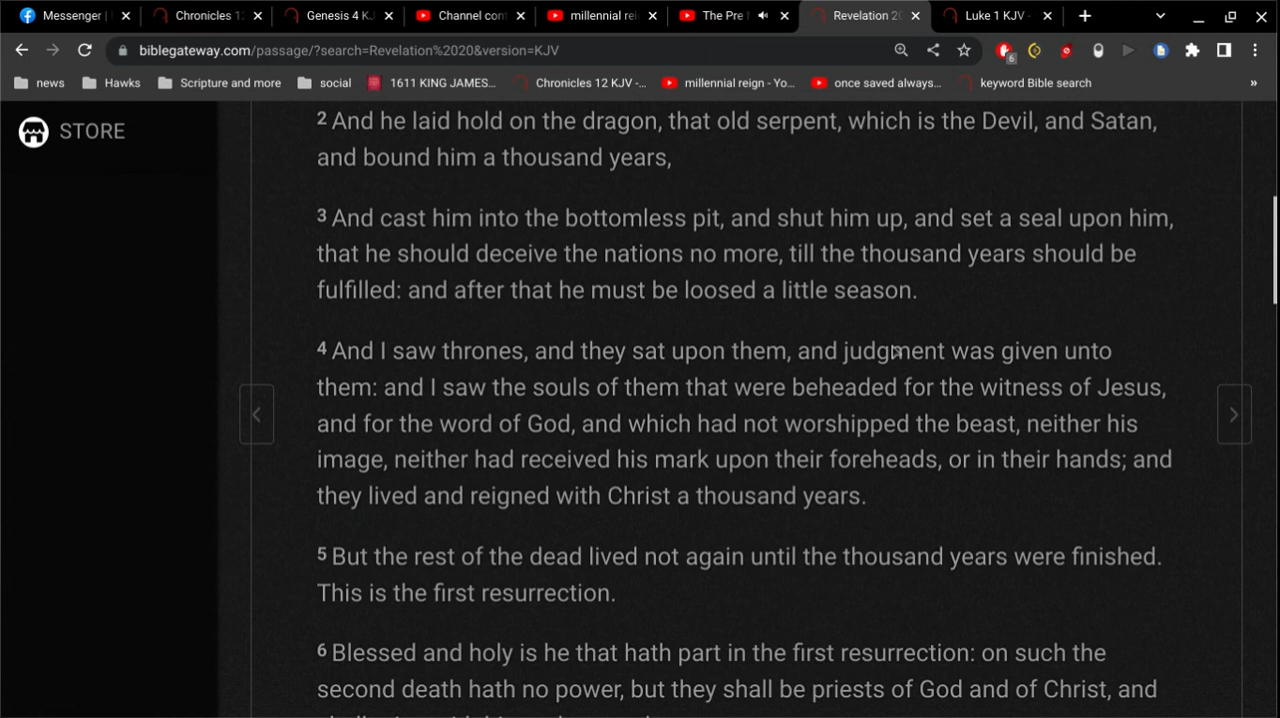 Messenger |
Chronicles 1
Genesis 4 KJ
Channel con
millennial rei
The Pre
Revelation 20
Luke 1 KJV
biblegateway.com/passage/?search=Revelation%2020&version=KJV
6
news
Hawks
Scripture and more
social
1611 KING JAMES...
Chronicles 12 KJV -...
millennial reign - Yo...
once saved always...
keyword Bible search
»
STORE
2 And he laid hold on the dragon, that old serpent, which is the Devil, and Satan,
and bound him a thousand years,
3 And cast him into the bottomless pit, and shut him up, and set a seal upon him,
that he should deceive the nations no more, till the thousand years should be
fulfilled: and after that he must be loosed a little season.
4 And I saw thrones, and they sat upon them, and judgment was given unto
them: and I saw the souls of them that were beheaded for the witness of Jesus,
and for the word of God, and which had not worshipped the beast, neither his
image, neither had received his mark upon their foreheads, or in their hands; and
they lived and reigned with Christ a thousand years.
5 But the rest of the dead lived not again until the thousand years were finished.
This is the first resurrection.
6 Blessed and holy is he that hath part in the first resurrection: on such the
second death hath no power, but they shall be priests of God and of Christ, and